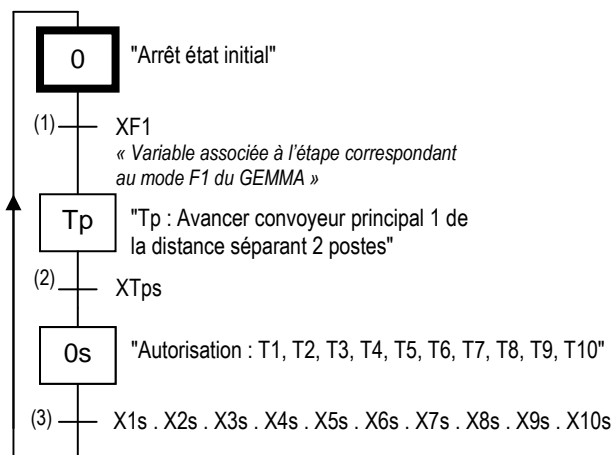 0
"Arrêt état initial"
(1)
XF1
« Variable associée à l'étape correspondant
au mode F1 du GEMMA »
Tp
"Tp : Avancer convoyeur principal 1 de
la distance séparant 2 postes"
(2)
XTps
0s
"Autorisation : T1, T2, T3, T4, T5, T6, T7, T8, T9, T10"
(3)
X1s . X2s . X3s . X4s . X5s . X6s . X7s . X8s . X9s . X10s